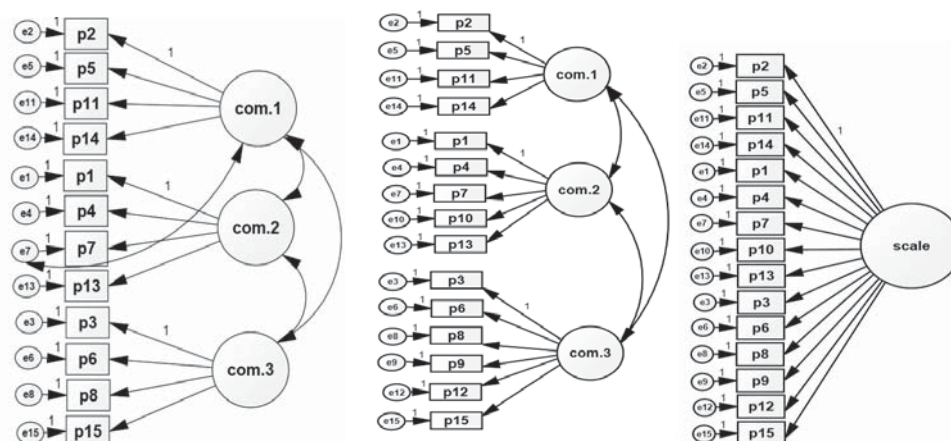 e2 1 p2 1
e5 1 p5
e11 1 p11
e14 1 p14
com.1
e1 1 p1 1
e4 1 p4
e7 1 p7
e13 1 p13
com.2
e3 1 p3 1
e6 1 p6
e8 1 p8
e15 1 p15
com.3
e2 1 p2 1
e5 1 p5
e11 1 p11
e14 1 p14
com.1
e1 1 p1 1
e4 1 p4
e7 1 p7
e10 1 p10
e13 1 p13
com.2
e3 1 p3 1
e6 1 p6
e8 1 p8
e9 1 p9
e12 1 p12
e15 1 p15
com.3
e2 1 p2
e5 1 p5
e11 1 p11 1
e14 1 p14
e1 1 p1
e4 1 p4
e7 1 p7
e10 1 p10
e13 1 p13
e3 1 p3
e6 1 p6
e8 1 p8
e9 1 p9
e12 1 p12
e15 1 p15
scale